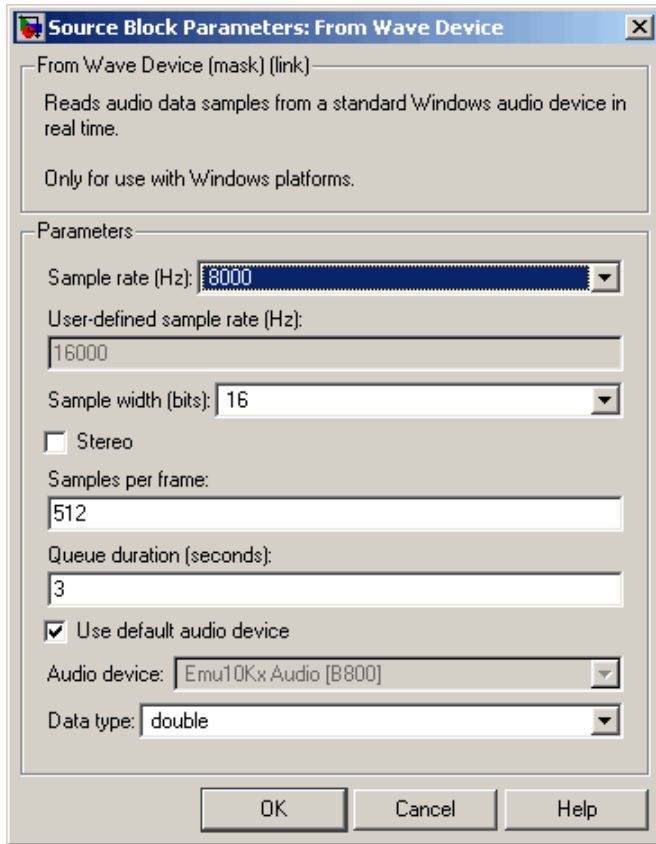 Source Block Parameters: From Wave Device
From Wave Device (mask) (link)
Reads audio data samples from a standard Windows audio device in
real time.
Only for use with Windows platforms.
Parameters
Sample rate (Hz): 8000
User-defined sample rate (Hz):
16000
Sample width (bits): 16
Stereo
Samples per frame:
512
Queue duration (seconds):
3
Use default audio device
Audio device: Emu10Kx Audio [B800]
Data type: double
OK Cancel Help